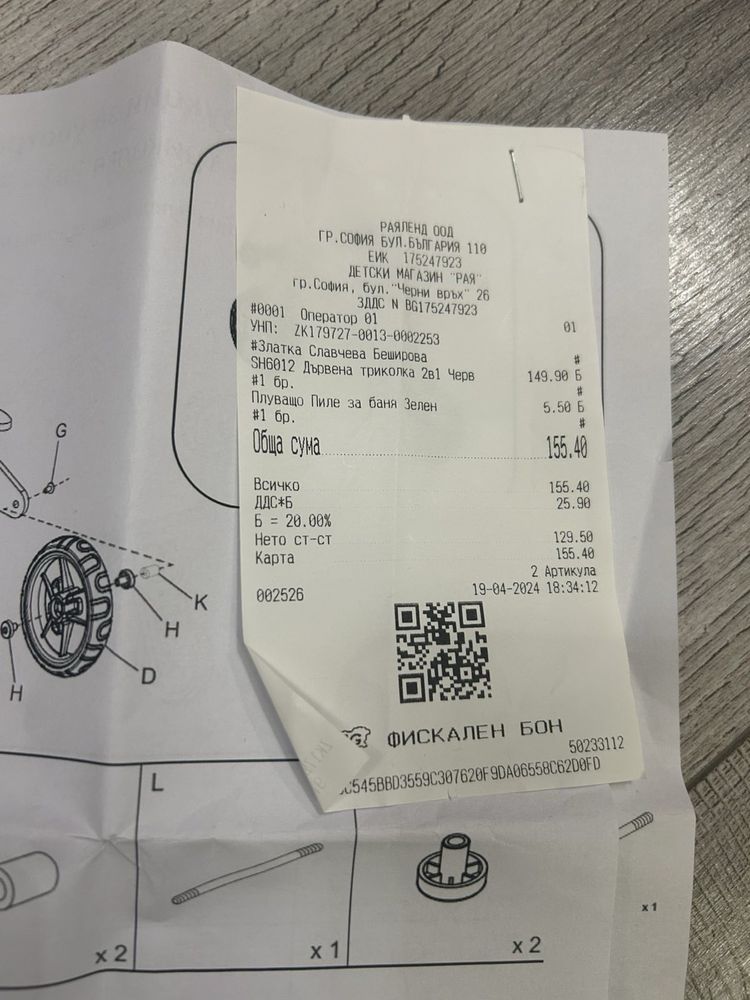 РАЯЛЕНД ООД
ГР.СОФИЯ БУЛ.БЪЛГАРИЯ 110
ЕИК 175247923
ДЕТСКИ МАГАЗИН "РАЯ"
гр.София, бул."Черни връх" 26
ЗДДС N BG175247923
#0001 Оператор 01 01
УНП: ZK179727-0013-0002253
#Златка Славчева Беширова #
SH6012 Дървена триколка 2в1 Черв 149.90 Б
#1 бр. #
Плуващо Пиле за баня Зелен 5.50 Б
#1 бр. #
Обща сума 155.40
Всичко 155.40
ДДС*Б 25.90
Б = 20.00%
Нето ст-ст 129.50
Карта 155.40
2 Артикула
002526 19-04-2024 18:34:12
ФИСКАЛЕН БОН
50233112
C545BBD3559C307620F9DA06558C62D0FD
G
K
H
D
H
L
x 2
x 1
x 2
x 1